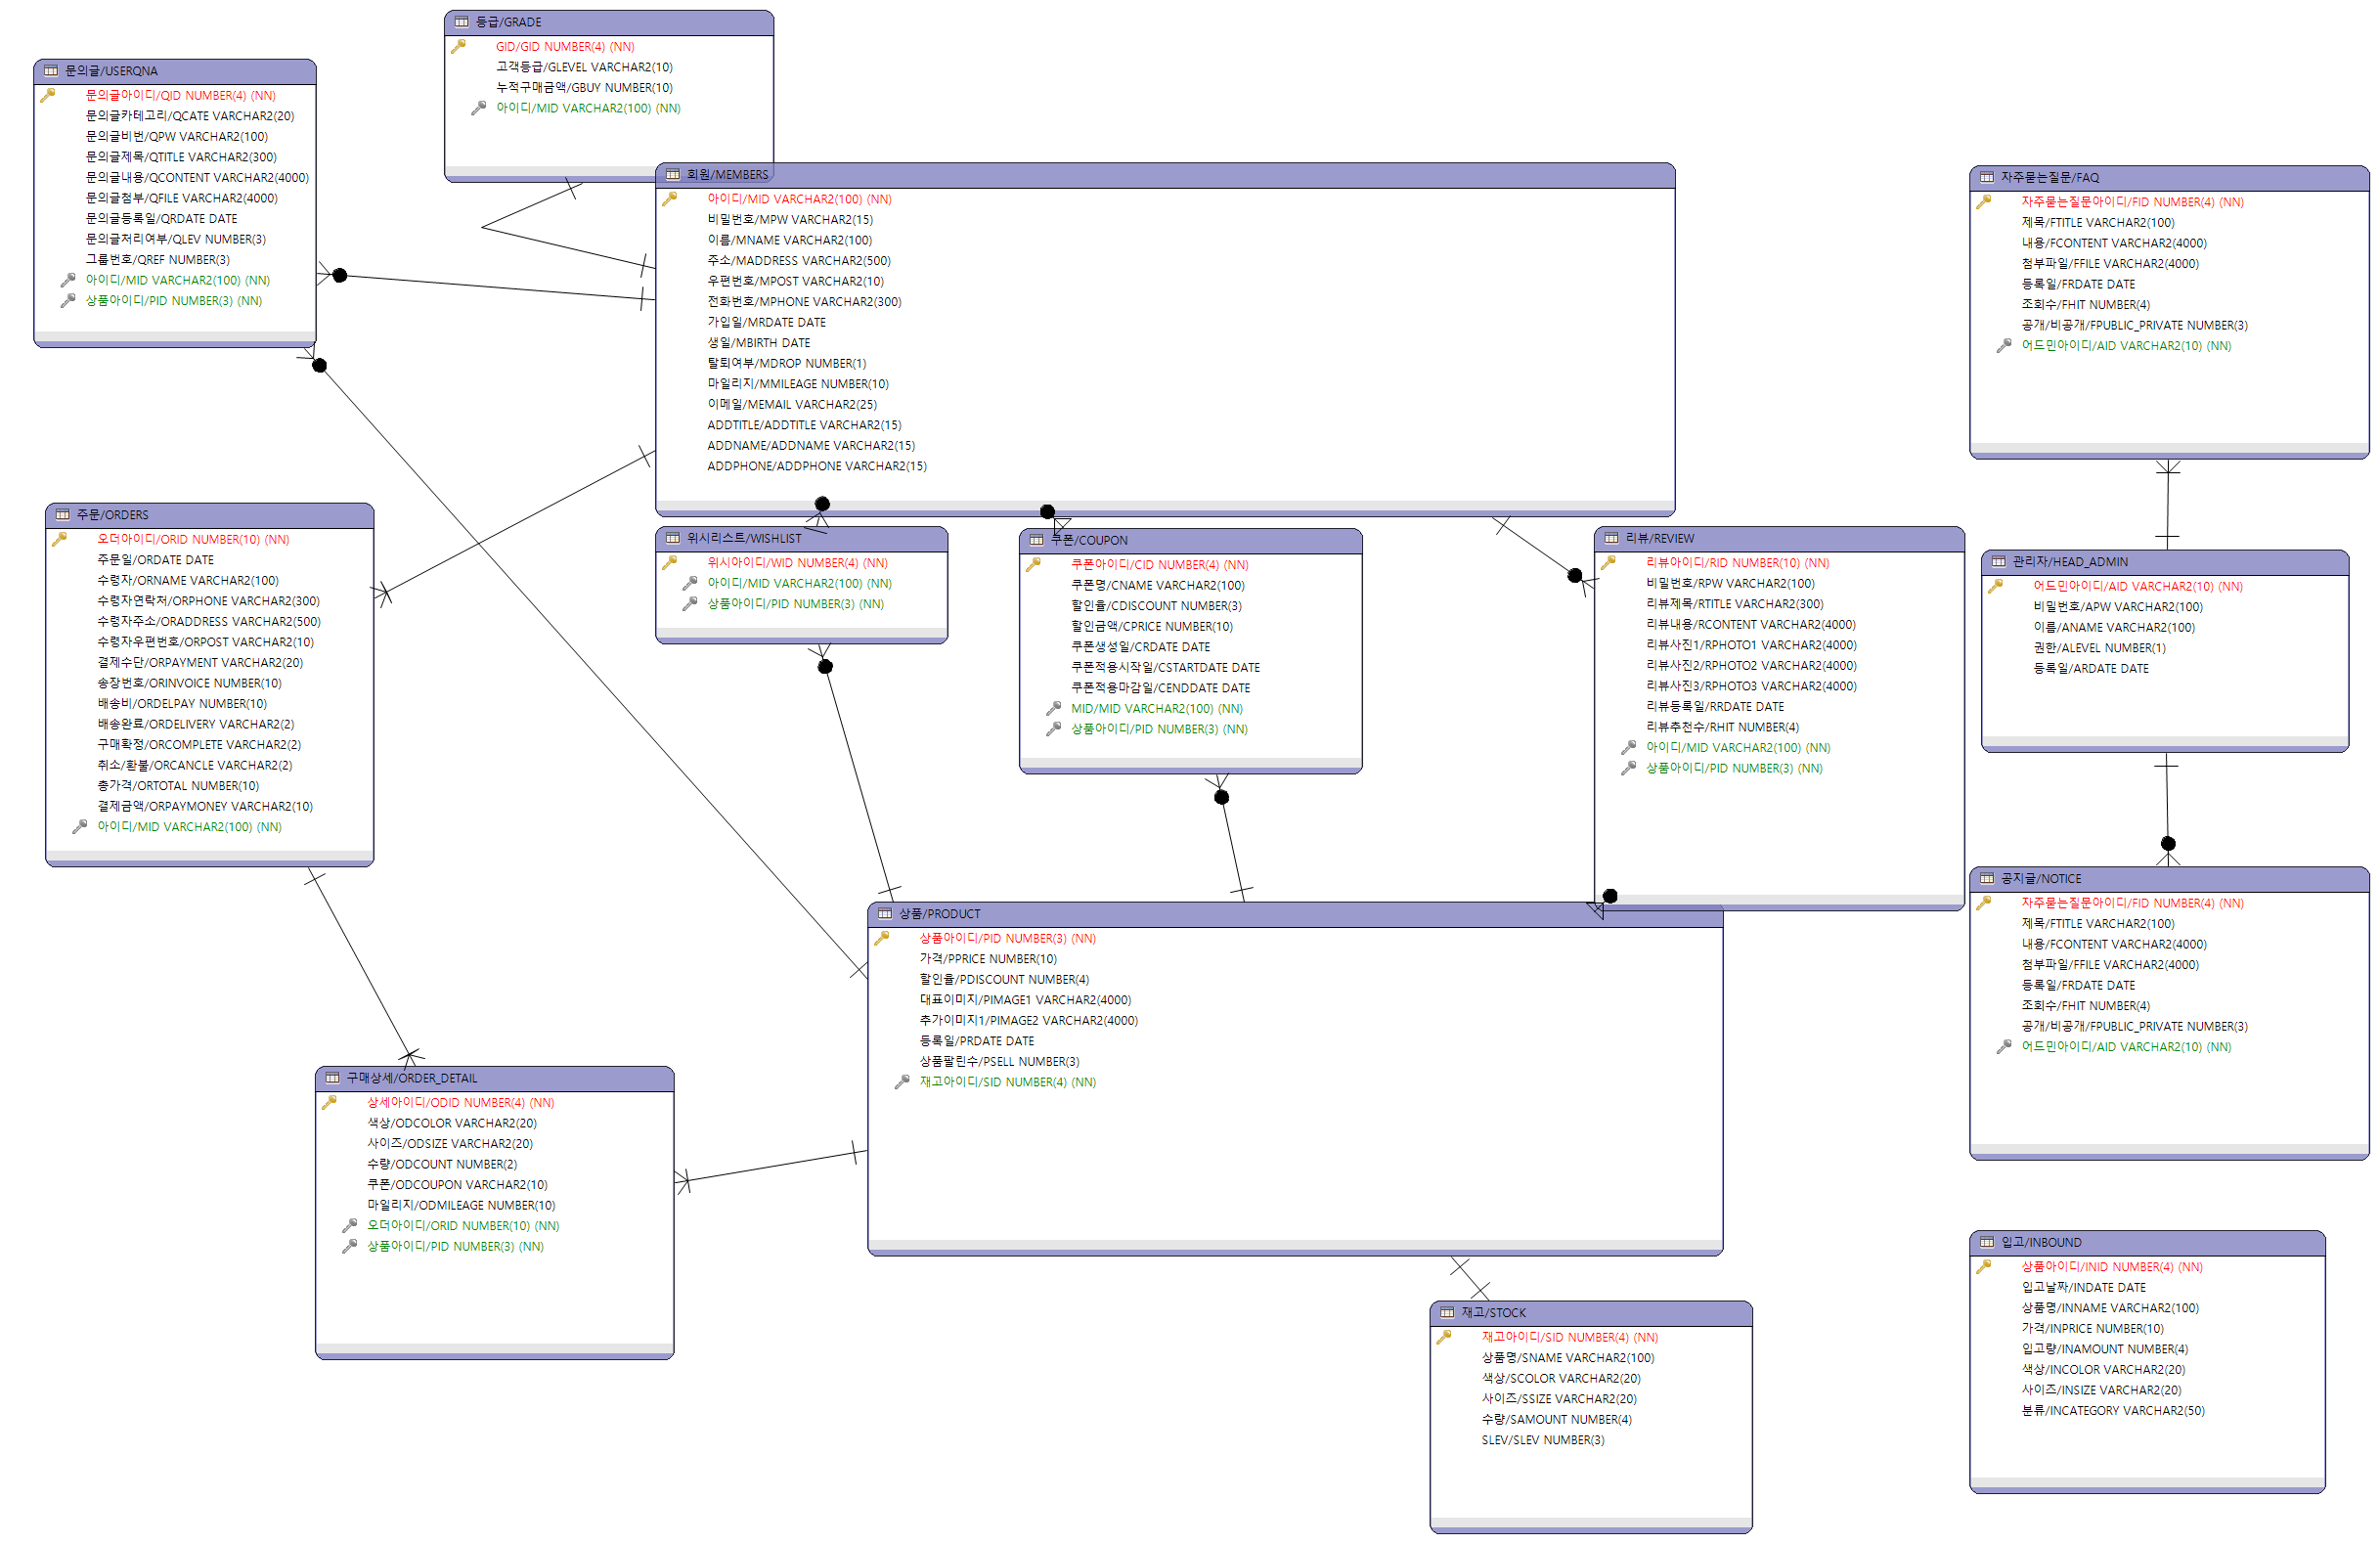 등급/GRADE
GID/GID NUMBER(4) (NN)
고객등급/GLEVEL VARCHAR2(10)
누적구매금액/GBUY NUMBER(10)
아이디/MID VARCHAR2(100) (NN)
문의글/USERQNA
문의글아이디/QID NUMBER(4) (NN)
문의글카테고리/QCATE VARCHAR2(20)
문의글비번/QPW VARCHAR2(100)
문의글제목/QTITLE VARCHAR2(300)
문의글내용/QCONTENT VARCHAR2(4000)
문의글첨부/QFILE VARCHAR2(4000)
문의글등록일/QRDATE DATE
문의글처리여부/QLEV NUMBER(3)
그룹번호/QREF NUMBER(3)
아이디/MID VARCHAR2(100) (NN)
상품아이디/PID NUMBER(3) (NN)
회원/MEMBERS
아이디/MID VARCHAR2(100) (NN)
비밀번호/MPW VARCHAR2(15)
이름/MNAME VARCHAR2(100)
주소/MADDRESS VARCHAR2(500)
우편번호/MPOST VARCHAR2(10)
전화번호/MPHONE VARCHAR2(300)
가입일/MRDATE DATE
생일/MBIRTH DATE
탈퇴여부/MDROP NUMBER(1)
마일리지/MMILEAGE NUMBER(10)
이메일/MEMAIL VARCHAR2(25)
ADDTITLE/ADDTITLE VARCHAR2(15)
ADDNAME/ADDNAME VARCHAR2(15)
ADDPHONE/ADDPHONE VARCHAR2(15)
자주묻는질문/FAQ
자주묻는질문아이디/FID NUMBER(4) (NN)
제목/FTITLE VARCHAR2(100)
내용/FCONTENT VARCHAR2(4000)
첨부파일/FFILE VARCHAR2(4000)
등록일/FRDATE DATE
조회수/FHIT NUMBER(4)
공개/비공개/FPUBLIC_PRIVATE NUMBER(3)
어드민아이디/AID VARCHAR2(10) (NN)
주문/ORDERS
오더아이디/ORID NUMBER(10) (NN)
주문일/ORDATE DATE
수령자/ORNAME VARCHAR2(100)
수령자연락처/ORPHONE VARCHAR2(300)
수령자주소/ORADDRESS VARCHAR2(500)
수령자우편번호/ORPOST VARCHAR2(10)
결제수단/ORPAYMENT VARCHAR2(20)
송장번호/ORINVOICE NUMBER(10)
배송비/ORDELPAY NUMBER(10)
배송완료/ORDELIVERY VARCHAR2(2)
구매확정/ORCOMPLETE VARCHAR2(2)
취소/환불/ORCANCLE VARCHAR2(2)
총가격/ORTOTAL NUMBER(10)
결제금액/ORPAYMONEY VARCHAR2(10)
아이디/MID VARCHAR2(100) (NN)
위시리스트/WISHLIST
위시아이디/WID NUMBER(4) (NN)
아이디/MID VARCHAR2(100) (NN)
상품아이디/PID NUMBER(3) (NN)
쿠폰/COUPON
쿠폰아이디/CID NUMBER(4) (NN)
쿠폰명/CNAME VARCHAR2(100)
할인율/CDISCOUNT NUMBER(3)
할인금액/CPRICE NUMBER(10)
쿠폰생성일/CRDATE DATE
쿠폰적용시작일/CSTARTDATE DATE
쿠폰적용마감일/CENDDATE DATE
MID/MID VARCHAR2(100) (NN)
상품아이디/PID NUMBER(3) (NN)
리뷰/REVIEW
리뷰아이디/RID NUMBER(10) (NN)
비밀번호/RPW VARCHAR2(100)
리뷰제목/RTITLE VARCHAR2(300)
리뷰내용/RCONTENT VARCHAR2(4000)
리뷰사진1/RPHOTO1 VARCHAR2(4000)
리뷰사진2/RPHOTO2 VARCHAR2(4000)
리뷰사진3/RPHOTO3 VARCHAR2(4000)
리뷰등록일/RRDATE DATE
리뷰추천수/RHIT NUMBER(4)
아이디/MID VARCHAR2(100) (NN)
상품아이디/PID NUMBER(3) (NN)
관리자/HEAD_ADMIN
어드민아이디/AID VARCHAR2(10) (NN)
비밀번호/APW VARCHAR2(100)
이름/ANAME VARCHAR2(100)
권한/ALEVEL NUMBER(1)
등록일/ARDATE DATE
공지글/NOTICE
자주묻는질문아이디/FID NUMBER(4) (NN)
제목/FTITLE VARCHAR2(100)
내용/FCONTENT VARCHAR2(4000)
첨부파일/FFILE VARCHAR2(4000)
등록일/FRDATE DATE
조회수/FHIT NUMBER(4)
공개/비공개/FPUBLIC_PRIVATE NUMBER(3)
어드민아이디/AID VARCHAR2(10) (NN)
상품/PRODUCT
상품아이디/PID NUMBER(3) (NN)
가격/PPRICE NUMBER(10)
할인율/PDISCOUNT NUMBER(4)
대표이미지/PIMAGE1 VARCHAR2(4000)
추가이미지1/PIMAGE2 VARCHAR2(4000)
등록일/PRDATE DATE
상품팔린수/PSELL NUMBER(3)
재고아이디/SID NUMBER(4) (NN)
구매상세/ORDER_DETAIL
상세아이디/ODID NUMBER(4) (NN)
색상/ODCOLOR VARCHAR2(20)
사이즈/ODSIZE VARCHAR2(20)
수량/ODCOUNT NUMBER(2)
쿠폰/ODCOUPON VARCHAR2(10)
마일리지/ODMILEAGE NUMBER(10)
오더아이디/ORID NUMBER(10) (NN)
상품아이디/PID NUMBER(3) (NN)
재고/STOCK
재고아이디/SID NUMBER(4) (NN)
상품명/SNAME VARCHAR2(100)
색상/SCOLOR VARCHAR2(20)
사이즈/SSIZE VARCHAR2(20)
수량/SAMOUNT NUMBER(4)
SLEV/SLEV NUMBER(3)
입고/INBOUND
상품아이디/INID NUMBER(4) (NN)
입고날짜/INDATE DATE
상품명/INNAME VARCHAR2(100)
가격/INPRICE NUMBER(10)
입고량/INAMOUNT NUMBER(4)
색상/INCOLOR VARCHAR2(20)
사이즈/INSIZE VARCHAR2(20)
분류/INCATEGORY VARCHAR2(50)